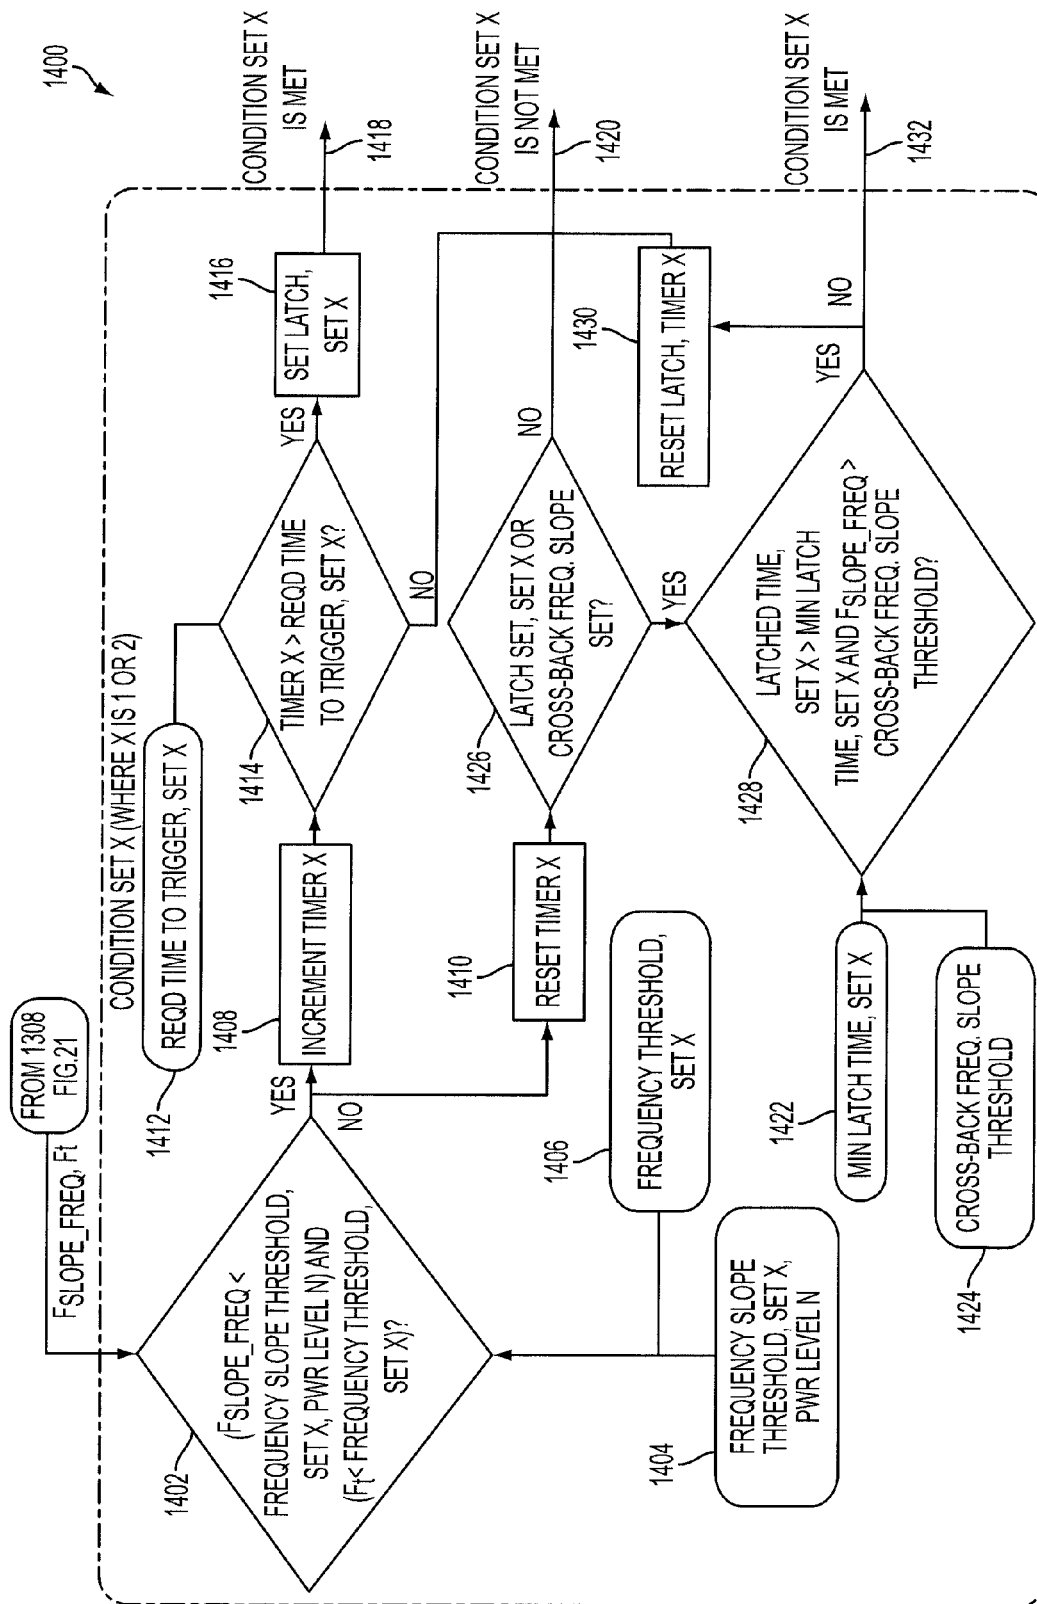 1400
FROM 1308
FIG.21
FSLOPE_FREQ, Ft
CONDITION SET X (WHERE X IS 1 OR 2)
REQD TIME TO TRIGGER, SET X
1412
(FSLOPE_FREQ <
FREQUENCY SLOPE THRESHOLD,
SET X, PWR LEVEL N) AND
(Ft< FREQUENCY THRESHOLD,
SET X)?
1402
YES
NO
INCREMENT TIMER X
1408
TIMER X > REQD TIME
TO TRIGGER, SET X?
1414
YES
NO
SET LATCH,
SET X
1416
CONDITION SET X
IS MET
1418
FREQUENCY SLOPE
THRESHOLD, SET X,
PWR LEVEL N
1404
FREQUENCY THRESHOLD,
SET X
1406
RESET TIMER X
1410
LATCH SET, SET X OR
CROSS-BACK FREQ. SLOPE
SET?
1426
NO
YES
CONDITION SET X
IS NOT MET
1420
RESET LATCH, TIMER X
1430
MIN LATCH TIME, SET X
1422
CROSS-BACK FREQ. SLOPE
THRESHOLD
1424
LATCHED TIME,
SET X > MIN LATCH
TIME, SET X AND FSLOPE_FREQ >
CROSS-BACK FREQ. SLOPE
THRESHOLD?
1428
YES
NO
CONDITION SET X
IS MET
1432